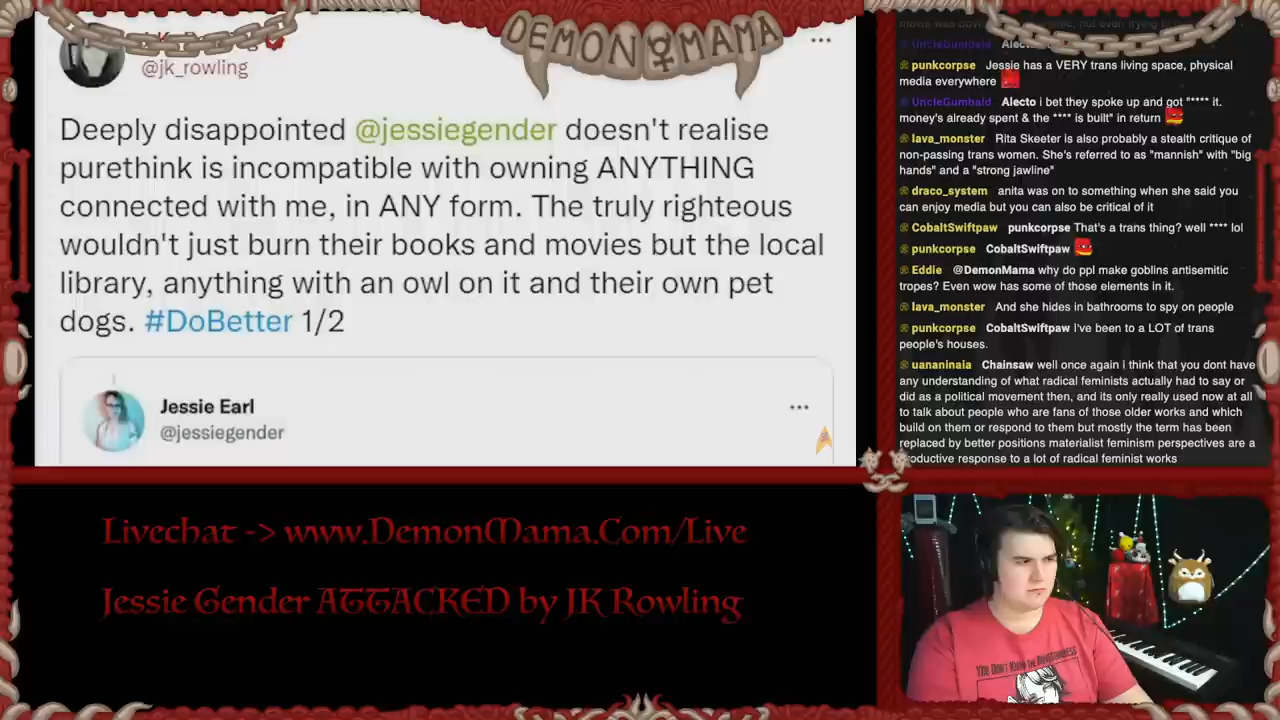 DEMON MAMA
@jk_rowling
Deeply disappointed @jessiegender doesn't realise
purethink is incompatible with owning ANYTHING
connected with me, in ANY form. The truly righteous
wouldn't just burn their books and movies but the local
library, anything with an owl on it and their own pet
dogs. #DoBetter 1/2
Jessie Earl
@jessiegender
Livechat -> www.DemonMama.Com/Live
Jessie Gender ATTACKED by JK Rowling
UncleGumbald Alecto
punkcorpse Jessie has a VERY trans living space, physical
media everywhere
UncleGumbald Alecto i bet they spoke up and got "**** it.
money's already spent & the **** is built" in return
lava_monster Rita Skeeter is also probably a stealth critique of
non-passing trans women. She's referred to as "mannish" with "big
hands" and a "strong jawline"
draco_system anita was on to something when she said you
can enjoy media but you can also be critical of it
CobaltSwiftpaw punkcorpse That's a trans thing? well **** lol
punkcorpse CobaltSwiftpaw
Eddie @DemonMama why do ppl make goblins antisemitic
tropes? Even wow has some of those elements in it.
lava_monster And she hides in bathrooms to spy on people
punkcorpse CobaltSwiftpaw I've been to a LOT of trans
people's houses.
uananinaia Chainsaw well once again i think that you dont have
any understanding of what radical feminists actually had to say or
did as a political movement then, and its only really used now at all
to talk about people who are fans of those older works and which
build on them or respond to them but mostly the term has been
replaced by better positions materialist feminism perspectives are a
productive response to a lot of radical feminist works